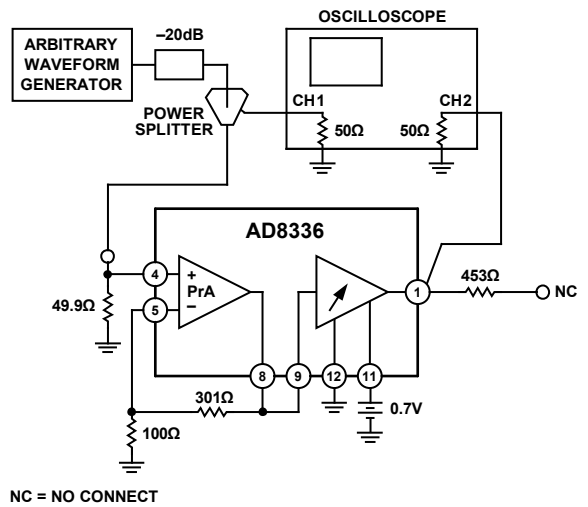 OSCILLOSCOPE
ARBITRARY
WAVEFORM
GENERATOR
–20dB
POWER
SPLITTER
CH1
CH2
50Ω
50Ω
AD8336
4
+
PrA
5
–
49.9Ω
1
453Ω
NC
8
9
12
11
301Ω
100Ω
0.7V
NC = NO CONNECT